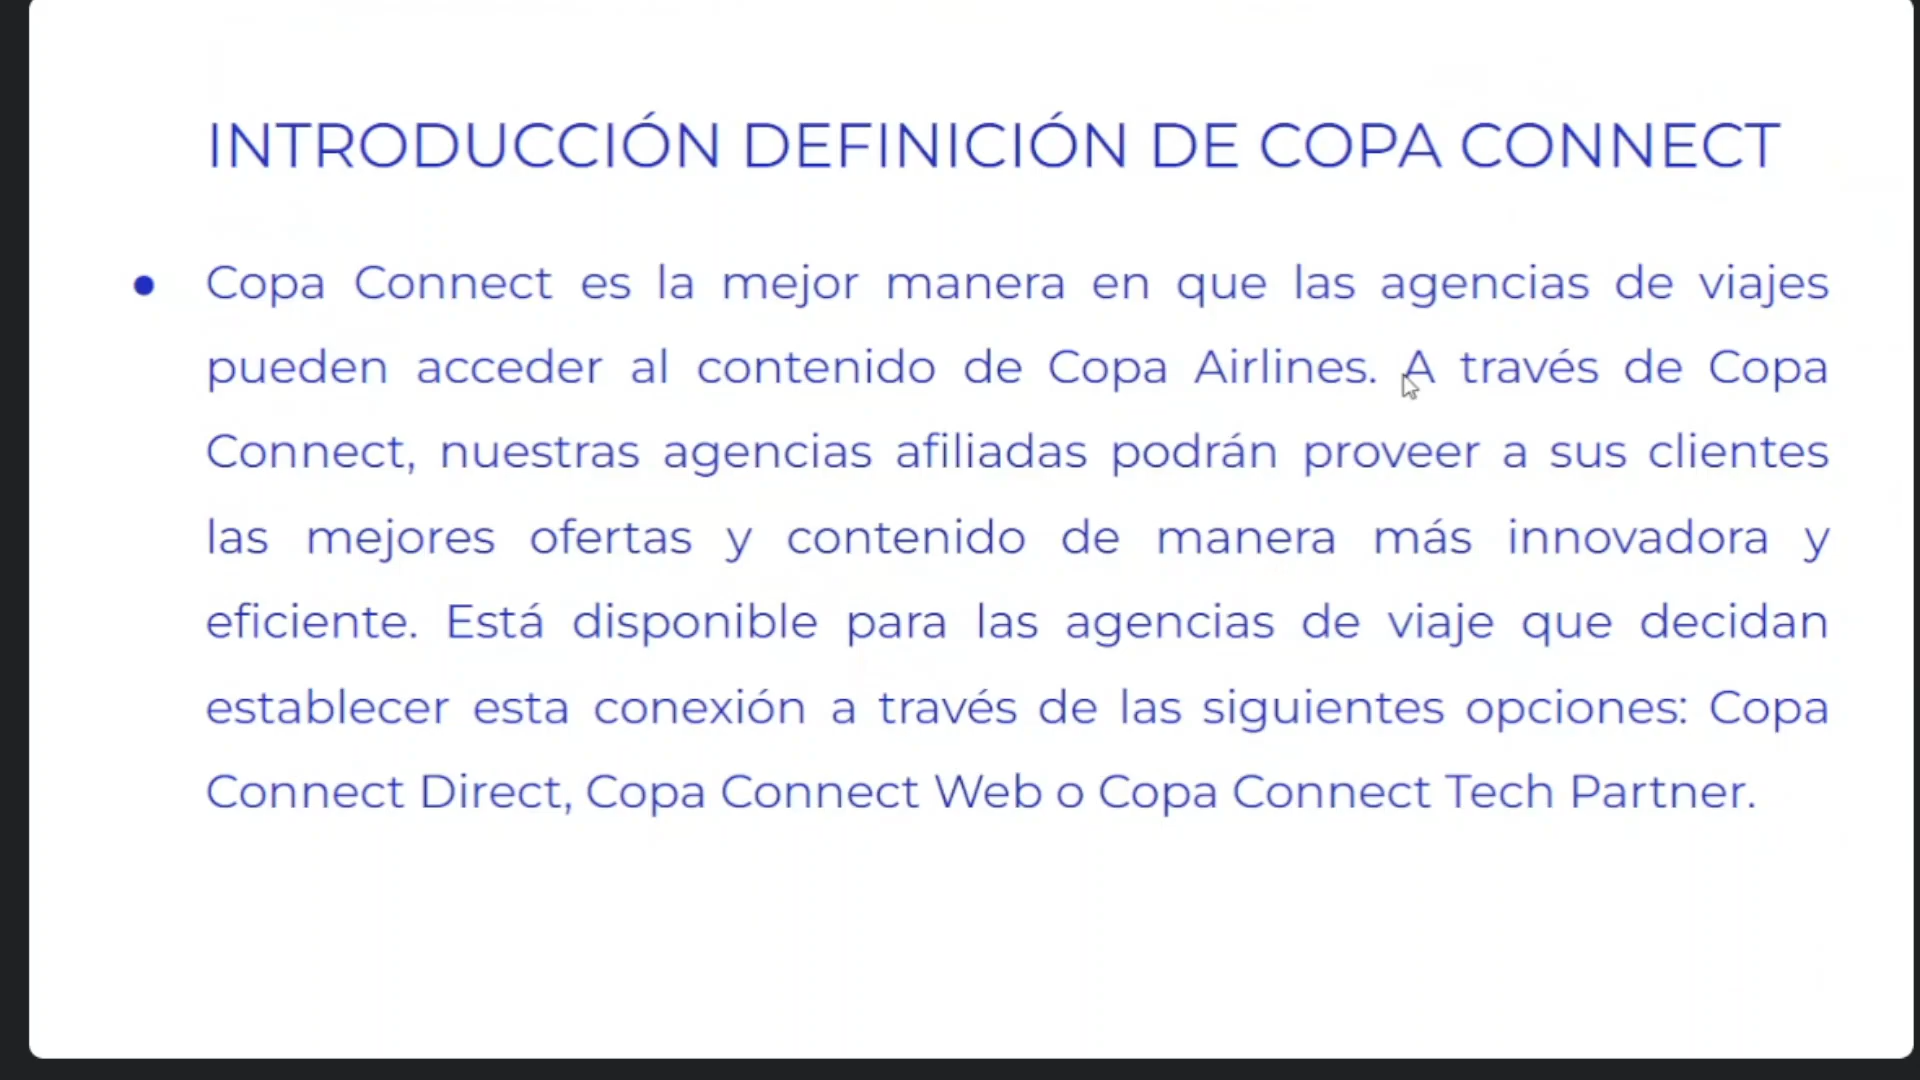 INTRODUCCIÓN DEFINICIÓN DE COPA CONNECT
● Copa Connect es la mejor manera en que las agencias de viajes
pueden acceder al contenido de Copa Airlines. A través de Copa
Connect, nuestras agencias afiliadas podrán proveer a sus clientes
las mejores ofertas y contenido de manera más innovadora y
eficiente. Está disponible para las agencias de viaje que decidan
establecer esta conexión a través de las siguientes opciones: Copa
Connect Direct, Copa Connect Web o Copa Connect Tech Partner.